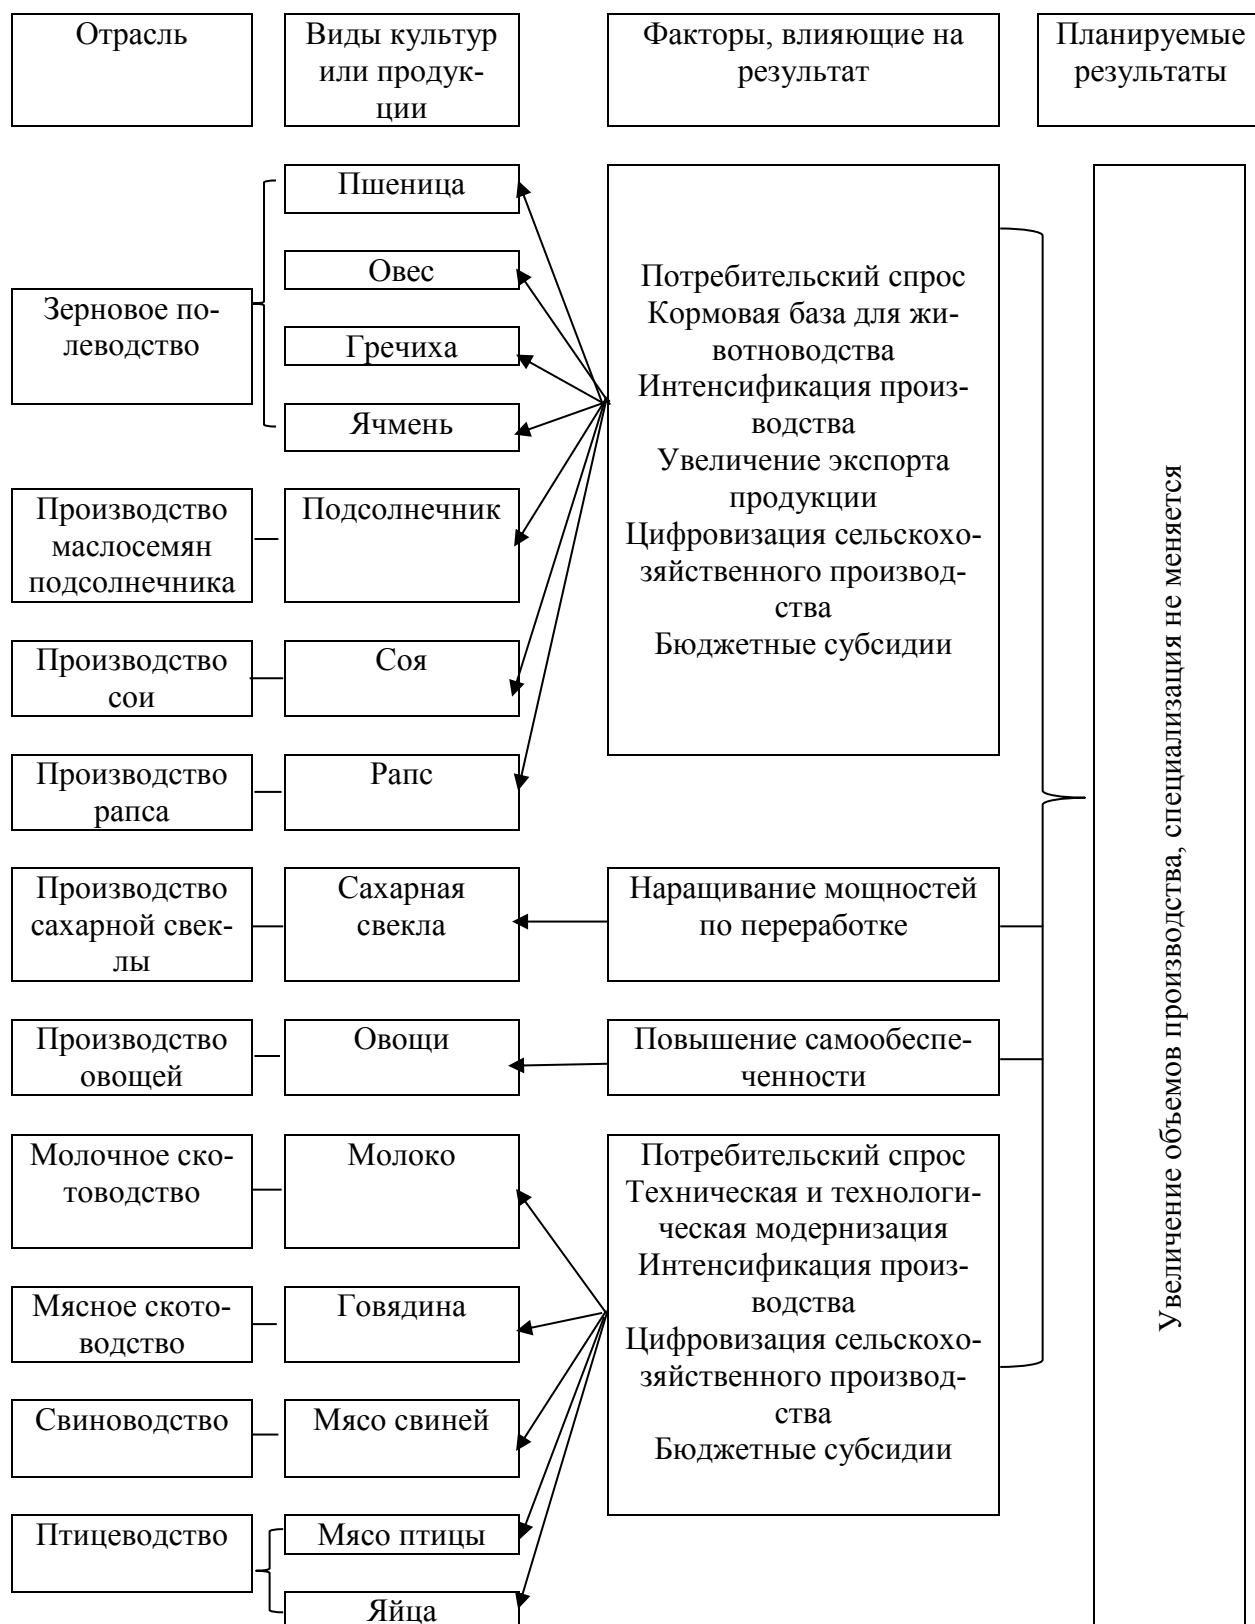 Отрасль
Виды культур
или продук-
ции
Факторы, влияющие на
результат
Планируемые
результаты
Зерновое по-
леводство
Пшеница
Овес
Гречиха
Ячмень
Потребительский спрос
Кормовая база для жи-
вотноводства
Интенсификация произ-
водства
Увеличение экспорта
продукции
Цифровизация сельскохо-
зяйственного производ-
ства
Бюджетные субсидии
Производство
маслосемян
подсолнечника
Подсолнечник
Производство
сои
Соя
Производство
рапса
Рапс
Производство
сахарной свек-
лы
Сахарная
свекла
Наращивание мощностей
по переработке
Производство
овощей
Овощи
Повышение самообеспе-
ченности
Молочное ско-
товодство
Молоко
Мясное ското-
водство
Говядина
Свиноводство
Мясо свиней
Птицеводство
Мясо птицы
Яйца
Потребительский спрос
Техническая и технологи-
ческая модернизация
Интенсификация произ-
водства
Цифровизация сельскохо-
зяйственного производ-
ства
Бюджетные субсидии
Увеличение объемов производства, специализация не меняется